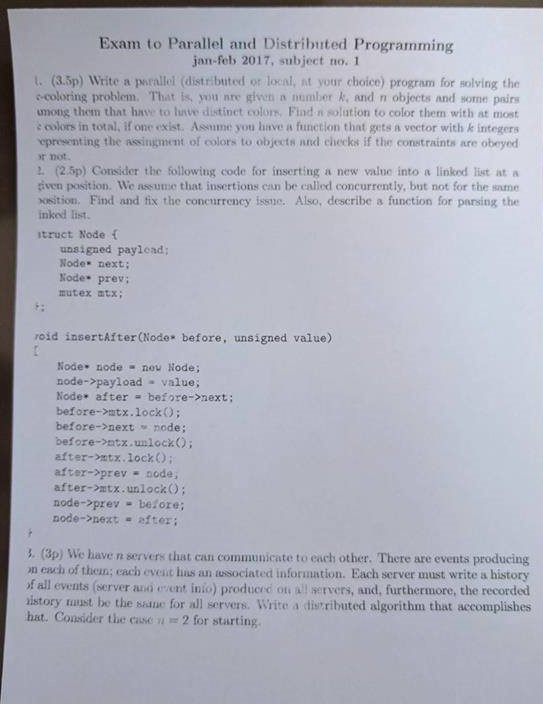 Exam to Parallel and Distributed Programming
jan-feb 2017, subject no. 1
1. (3.5p) Write a parallel (distributed or local, at your choice) program for solving the
-coloring problem. That is, you are given a number k, and n objects and some pairs
among them that have to have distinct colors. Find a solution to color them with at most
colors in total, if one exist. Assume you have a function that gets a vector with k integers
representing the assingment of colors to objects and checks if the constraints are obeyed
or not.
2. (2.5p) Consider the following code for inserting a new value into a linked list at a
given position. We assume that insertions can be called concurrently, but not for the same
position. Find and fix the concurrency issue. Also, describe a function for parsing the
linked list.
struct Node {
unsigned payload;
Node* next;
Node* prev;
mutex mtx;
};
void insertAfter(Node* before, unsigned value)
{
Node* node = new Node;
node->payload = value;
Node* after = before->next;
before->mtx.lock();
before->next = node;
before->mtx.unlock();
after->mtx.lock();
after->prev = node;
after->mtx.unlock();
node->prev = before;
node->next = after;
}
3. (3p) We have n servers that can communicate to each other. There are events producing
on each of them; each event has an associated information. Each server must write a history
of all events (server and event info) produced on all servers, and, furthermore, the recorded
history must be the same for all servers. Write a distributed algorithm that accomplishes
that. Consider the case n = 2 for starting.